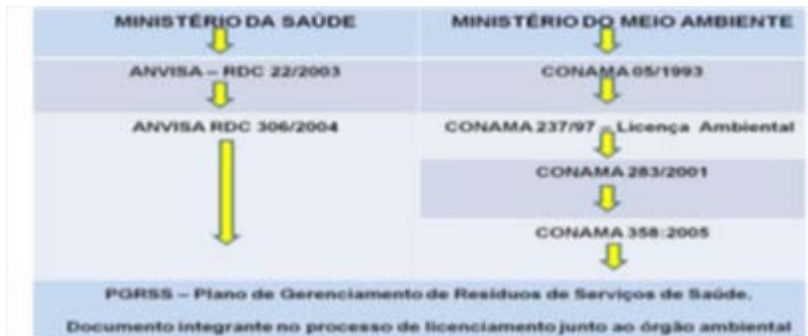 MINISTÉRIO DA SAÚDE
MINISTÉRIO DO MEIO AMBIENTE
ANVISA – RDC 22/2003
CONAMA 05/1993
ANVISA RDC 306/2004
CONAMA 237/97 – Licença Ambiental
CONAMA 283/2001
CONAMA 358:2005
PGRSS – Plano de Gerenciamento de Resíduos de Serviços de Saúde.
Documento integrante no processo de licenciamento junto ao órgão ambiental